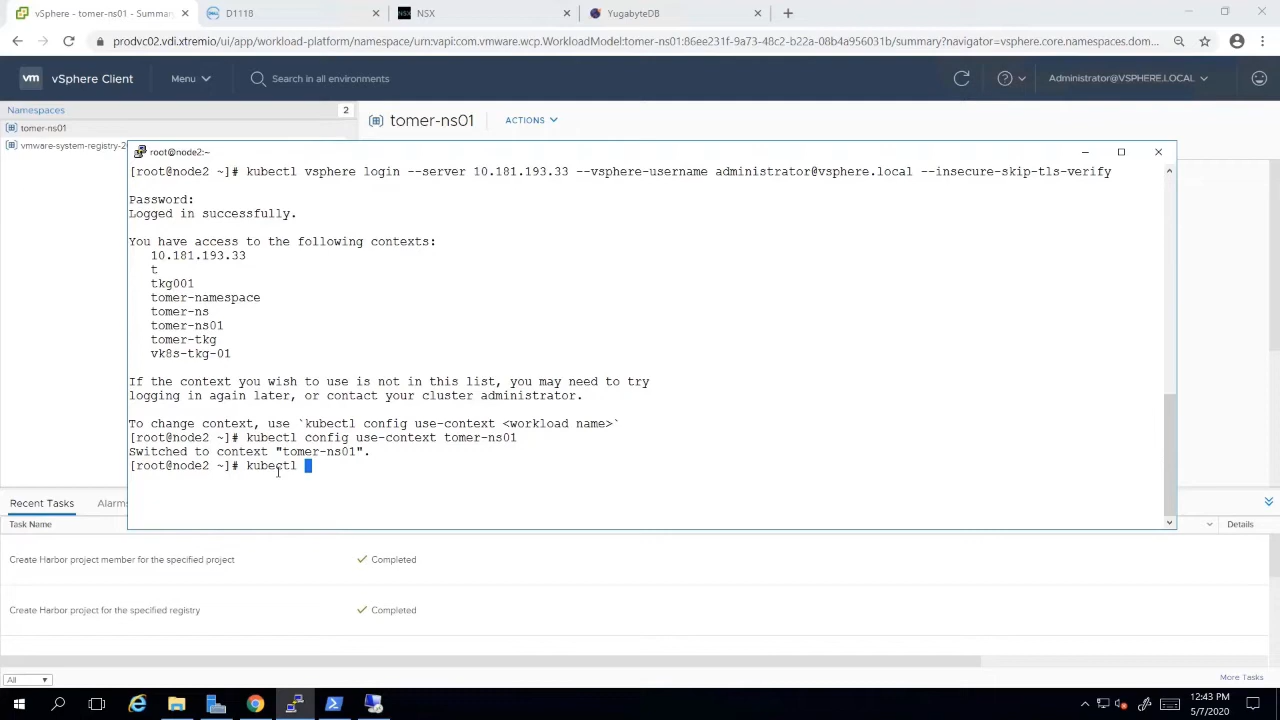 vSphere - tomer-ns01 - Summar
D1118
NSX
YugabyteDB
prodvc02.vdi.xtremio/ui/app/workload-platform/namespace/urn:vapi:com.vmware.wcp.WorkloadModel:tomer-ns01:86ee231f-9a73-48c2-b22a-08b4a956031b/summary?navigator=vsphere.core.namespaces.dom...
vm vSphere Client Menu Search in all environments Administrator@VSPHERE.LOCAL
Namespaces 2
tomer-ns01
vmware-system-registry-2
tomer-ns01 ACTIONS
root@node2:~
[root@node2 ~]# kubectl vsphere login --server 10.181.193.33 --vsphere-username administrator@vsphere.local --insecure-skip-tls-verify
Password:
Logged in successfully.
You have access to the following contexts:
10.181.193.33
t
tkg001
tomer-namespace
tomer-ns
tomer-ns01
tomer-tkg
vk8s-tkg-01
If the context you wish to use is not in this list, you may need to try
logging in again later, or contact your cluster administrator.
To change context, use `kubectl config use-context <workload name>`
[root@node2 ~]# kubectl config use-context tomer-ns01
Switched to context "tomer-ns01".
[root@node2 ~]# kubectl
Recent Tasks Alarms
Task Name Details
Create Harbor project member for the specified project Completed
Create Harbor project for the specified registry Completed
All More Tasks
12:43 PM
5/7/2020